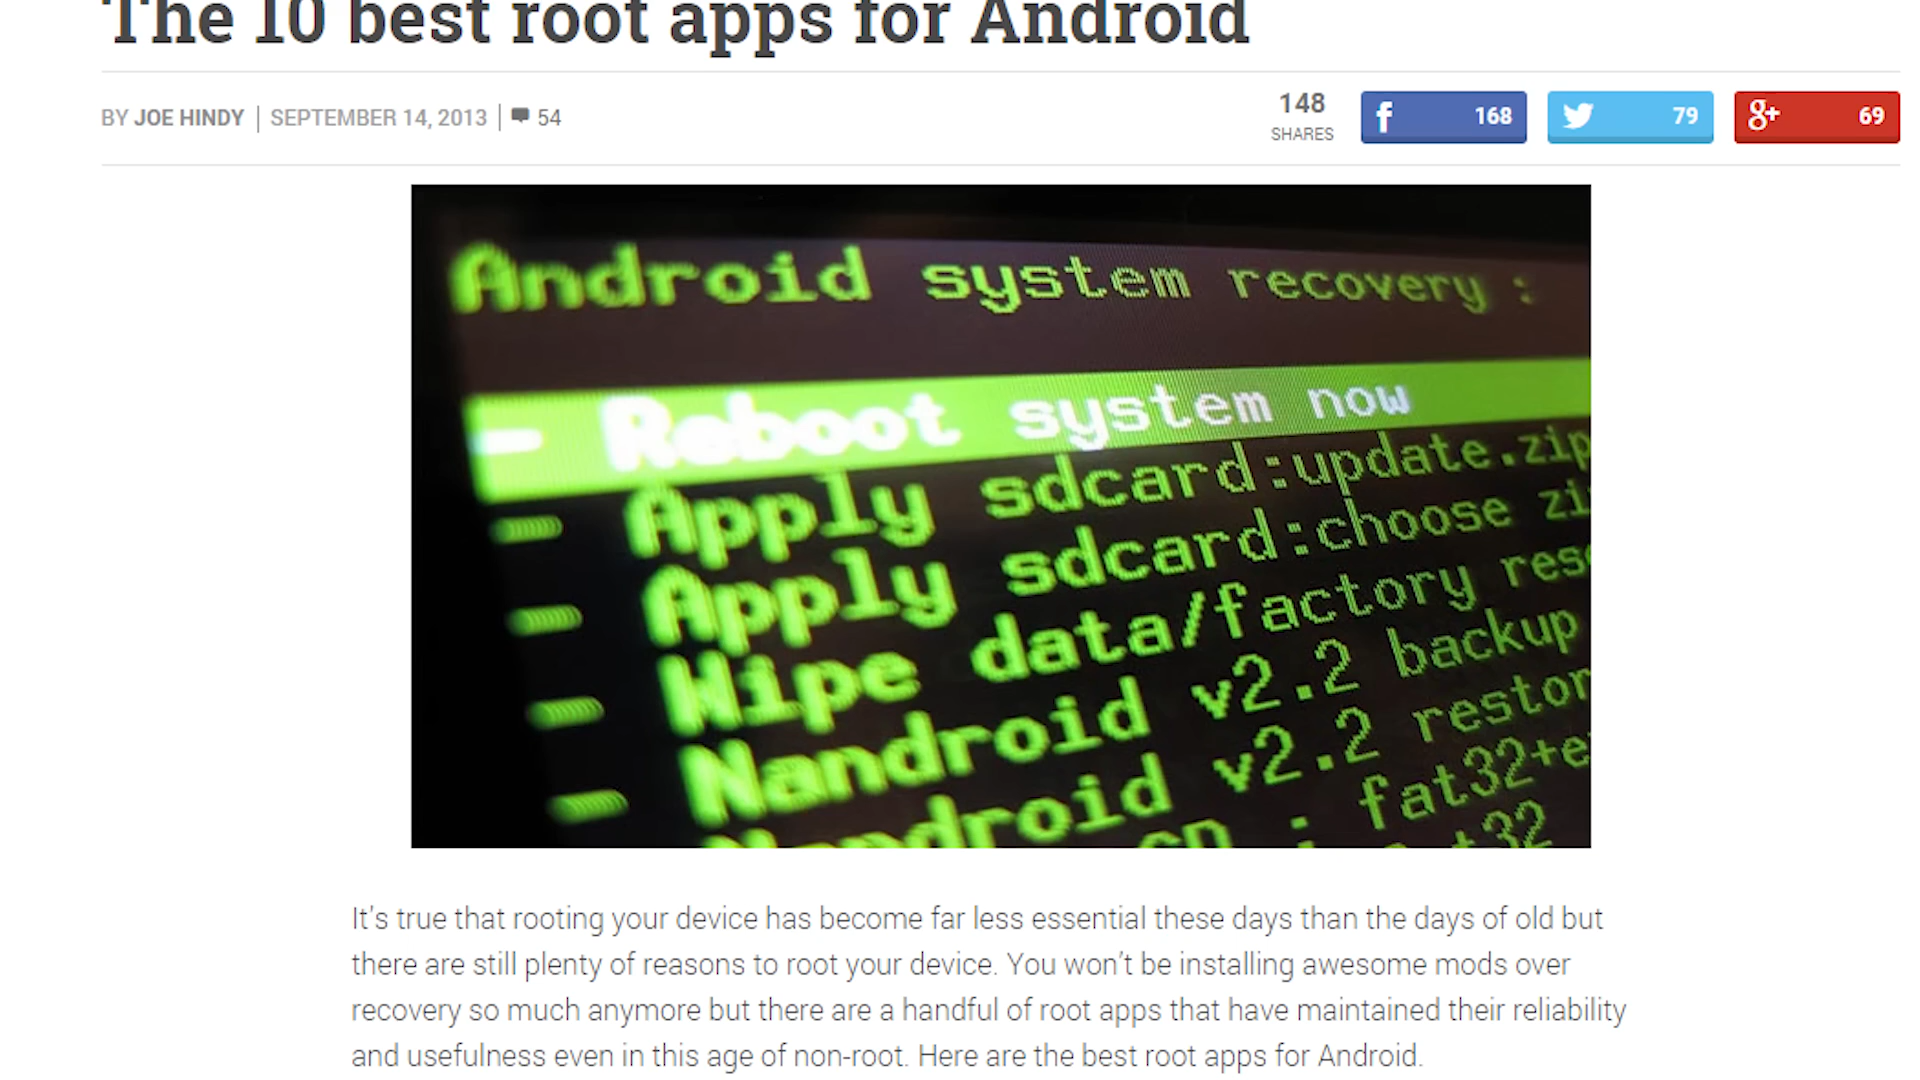 The 10 best root apps for Android
BY JOE HINDY | SEPTEMBER 14, 2013 | 54
148
SHARES
f 168
79
g+ 69
Android system recovery :
- Reboot system now
- Apply sdcard:update.zip
- Apply sdcard:choose zi
- Wipe data/factory res
- Nandroid v2.2 backup
Nandroid v2.2 restor
: fat32+e
It's true that rooting your device has become far less essential these days than the days of old but
there are still plenty of reasons to root your device. You won't be installing awesome mods over
recovery so much anymore but there are a handful of root apps that have maintained their reliability
and usefulness even in this age of non-root. Here are the best root apps for Android.